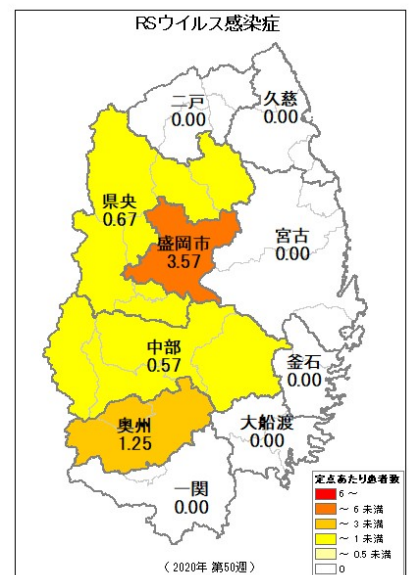 RSウイルス感染症
二戸
0.00
久慈
0.00
県央
0.67
盛岡市
3.57
宮古
0.00
中部
0.57
釜石
0.00
奥州
1.25
大船渡
0.00
一関
0.00
定点あたり患者数
6 ~
~ 6 未満
~ 3 未満
~ 1 未満
~ 0.5 未満
0
( 2020年 第50週 )